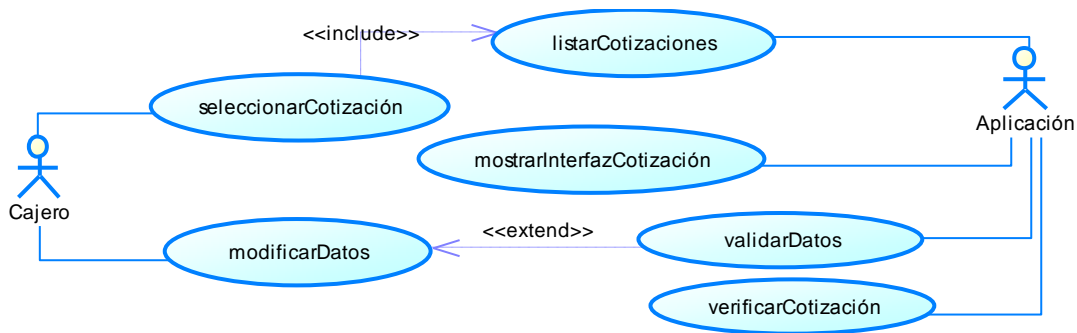 <<include>>
listarCotizaciones
seleccionarCotización
Aplicación
mostrarInterfazCotización
Cajero
<<extend>>
modificarDatos
validarDatos
verificarCotización